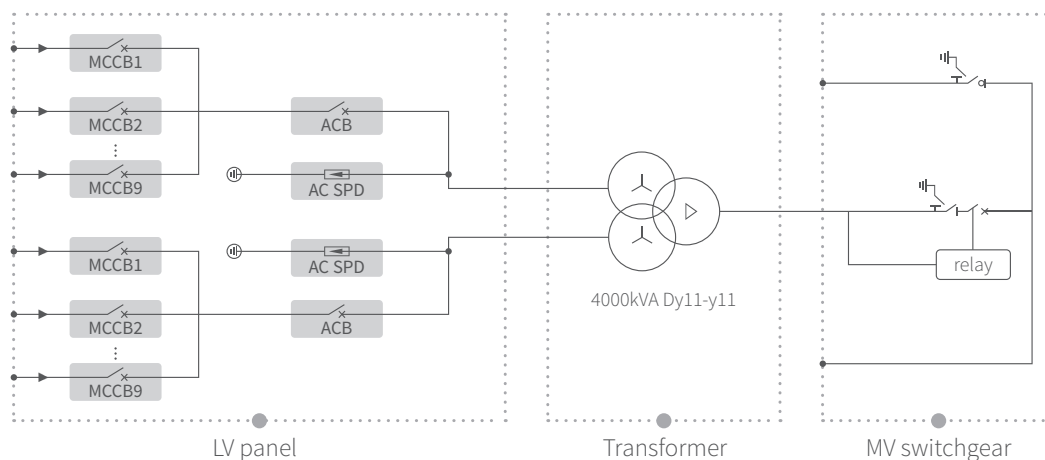 MCCB1
MCCB2
ACB
MCCB9
AC SPD
MCCB1
AC SPD
MCCB2
ACB
MCCB9
relay
4000kVA Dy11-y11
LV panel
Transformer
MV switchgear